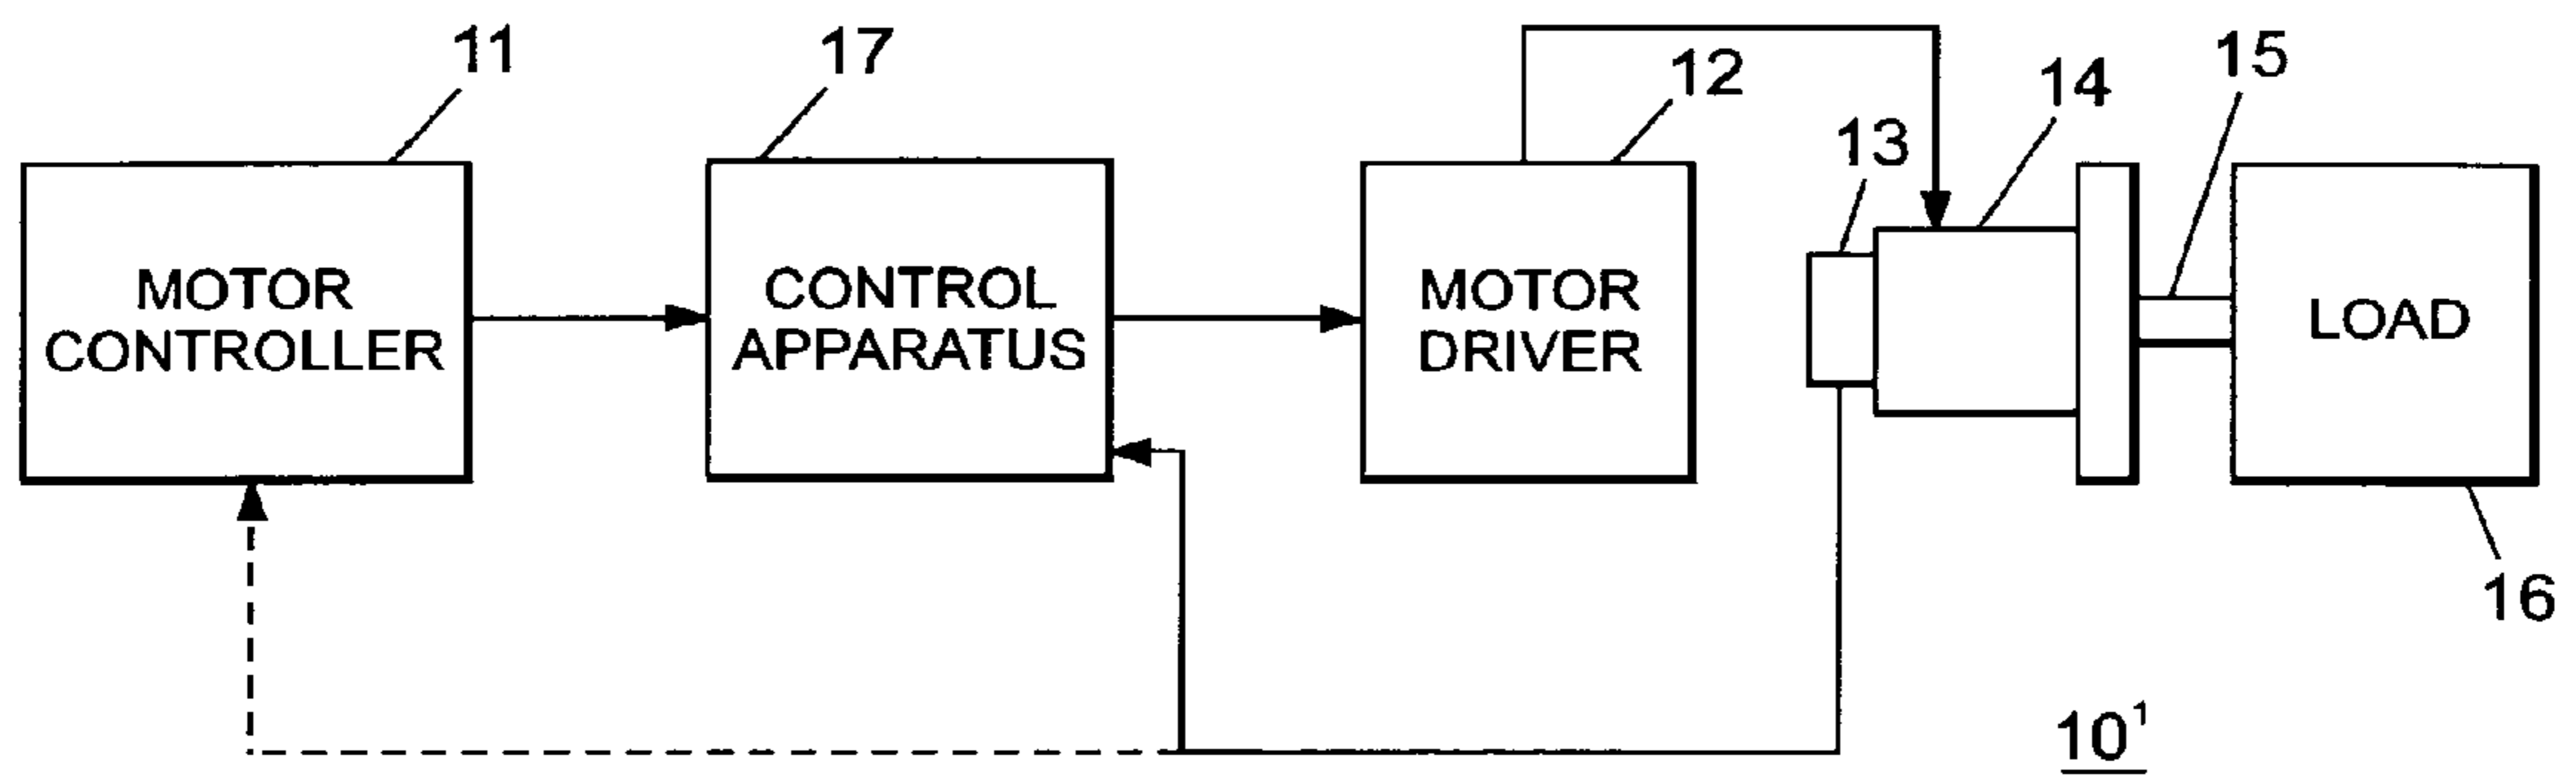 11
17
12
13
14
15
MOTOR
CONTROLLER
CONTROL
APPARATUS
MOTOR
DRIVER
LOAD
16
10¹